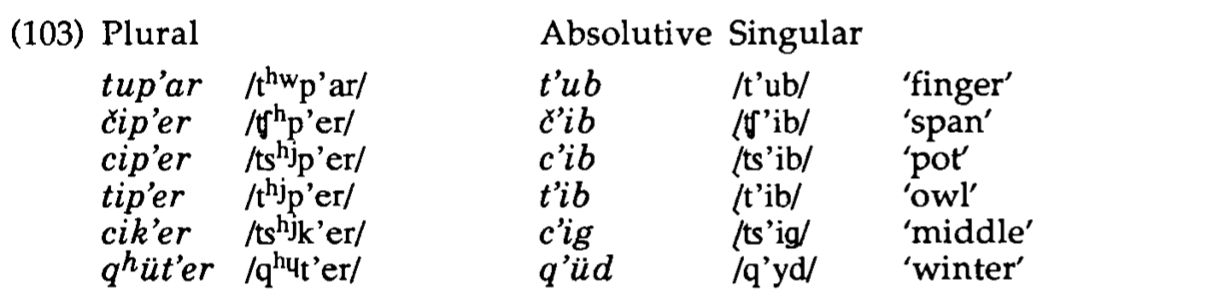 (103) Plural Absolutive Singular
tup’ar /tʰʷp’ar/ t’ub /t’ub/ ‘finger’
čip’er /tʃʰp’er/ č’ib /tʃ’ib/ ‘span’
cip’er /tsʰʲp’er/ c’ib /ts’ib/ ‘pot’
tip’er /tʰʲp’er/ t’ib /t’ib/ ‘owl’
cik’er /tsʰʲk’er/ c’ig /ts’ig/ ‘middle’
qʰüt’er /qʰᶣt’er/ q’üd /q’yd/ ‘winter’